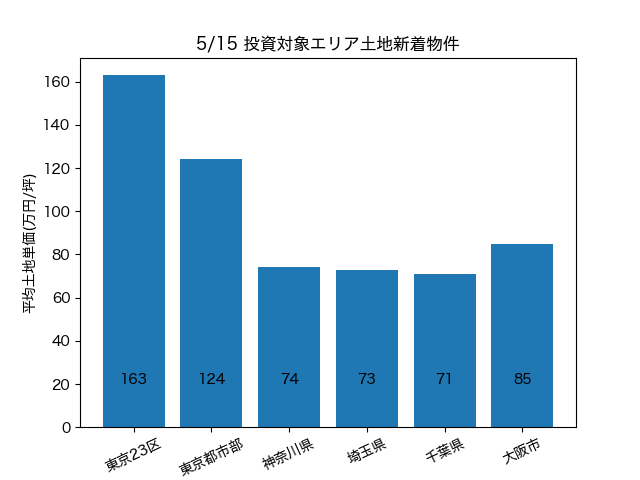 5/15 投資対象エリア土地新着物件
平均土地単価(万円/坪)
160
140
120
100
80
60
40
20
0
163
124
74
73
71
85
東京23区
東京都市部
神奈川県
埼玉県
千葉県
大阪市